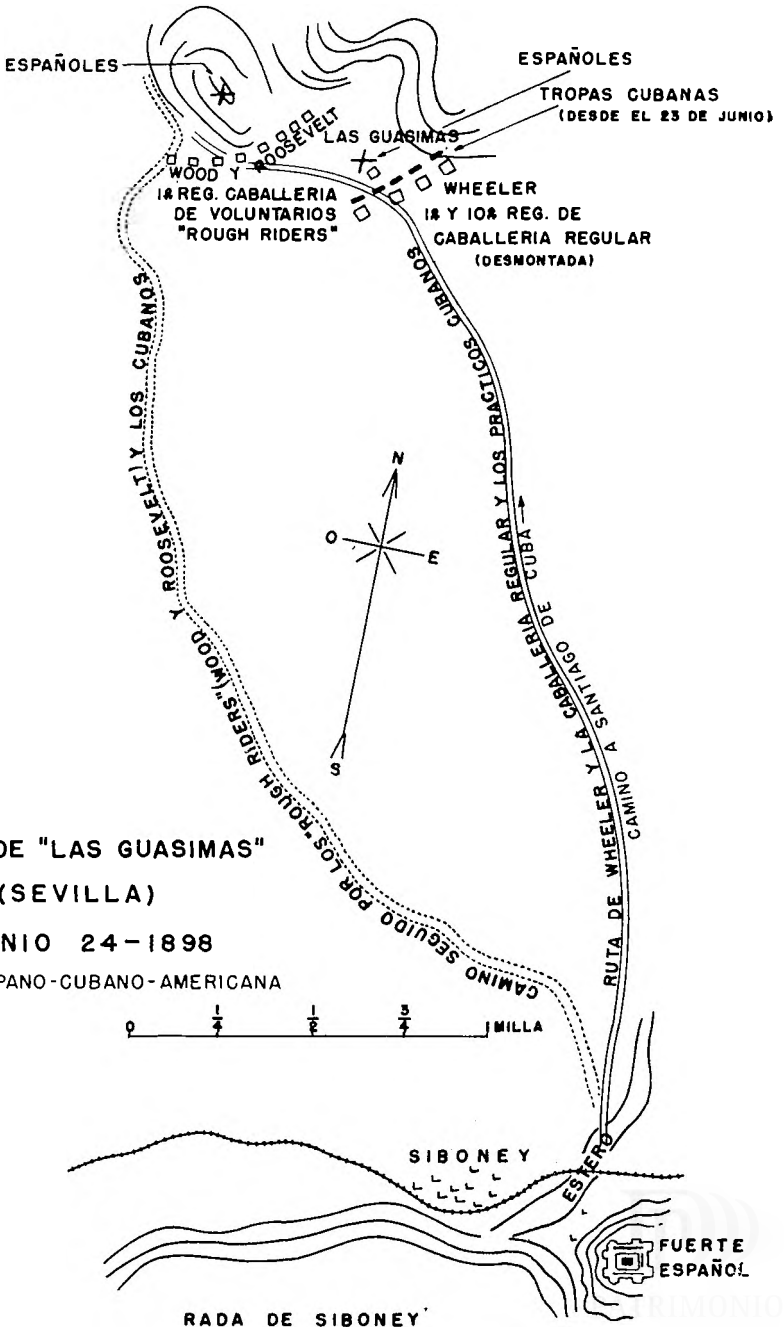 ESPAÑOLES
ESPAÑOLES
TROPAS CUBANAS
(DESDE EL 23 DE JUNIO)
LAS GUASIMAS
WOOD Y ROOSEVELT
1& REG. CABALLERIA
DE VOLUNTARIOS
"ROUGH RIDERS"
WHEELER
1& Y 10& REG. DE
CABALLERIA REGULAR
(DESMONTADA)
CAMINO SEGUIDO POR LOS "ROUGH RIDERS" (WOOD Y ROOSEVELT) Y LOS CUBANOS
RUTA DE WHEELER Y LA CABALLERIA REGULAR Y LOS PRACTICOS CUBANOS
CAMINO A SANTIAGO DE CUBA
N
O
E
S
DE "LAS GUASIMAS"
(SEVILLA)
NIO 24-1898
PANO-CUBANO-AMERICANA
0 1/4 1/2 3/4 1 MILLA
SIBONEY
ESTERO
FUERTE
ESPAÑOL
RADA DE SIBONEY